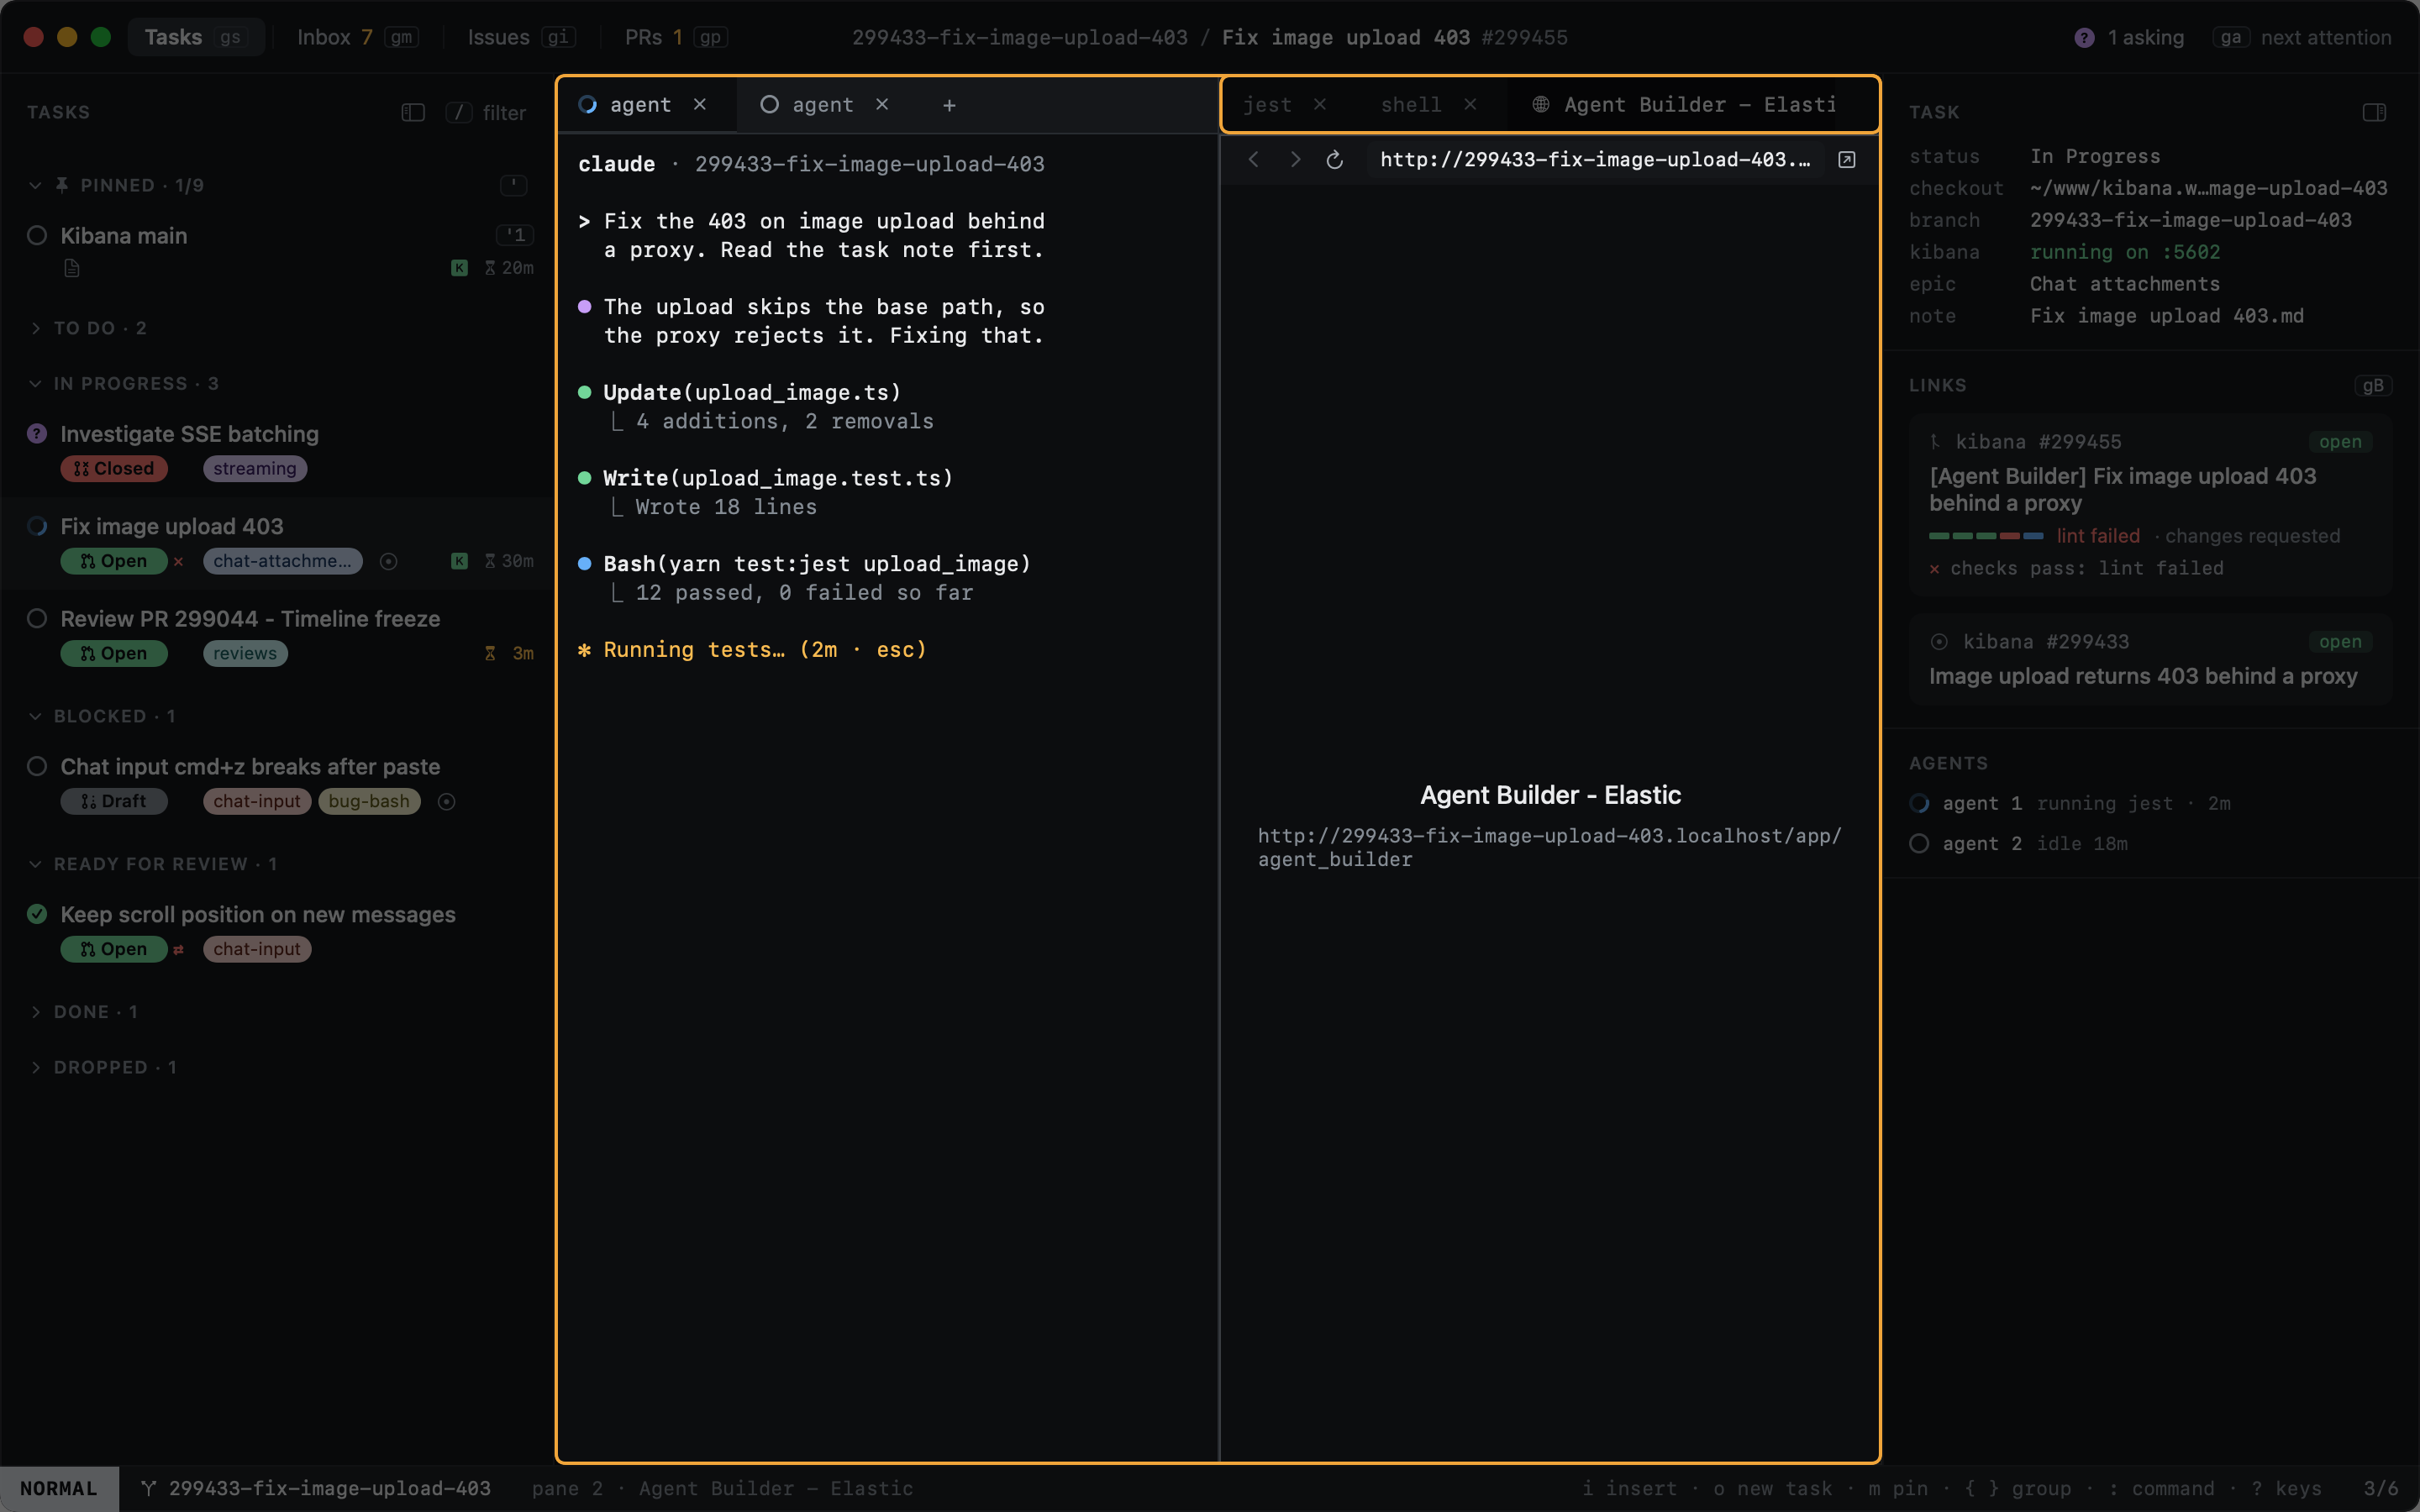 Tasks gs Inbox 7 gm Issues gi PRs 1 gp 299433-fix-image-upload-403 / Fix image upload 403 #299455 ? 1 asking ga next attention
TASKS / filter
PINNED · 1/9 '
Kibana main '1
K 20m
TO DO · 2
IN PROGRESS · 3
? Investigate SSE batching
Closed streaming
Fix image upload 403
Open × chat-attachme… K 30m
Review PR 299044 - Timeline freeze
Open reviews 3m
BLOCKED · 1
Chat input cmd+z breaks after paste
Draft chat-input bug-bash
READY FOR REVIEW · 1
Keep scroll position on new messages
Open chat-input
DONE · 1
DROPPED · 1
agent × agent × +
claude · 299433-fix-image-upload-403
> Fix the 403 on image upload behind
a proxy. Read the task note first.
The upload skips the base path, so
the proxy rejects it. Fixing that.
Update(upload_image.ts)
4 additions, 2 removals
Write(upload_image.test.ts)
Wrote 18 lines
Bash(yarn test:jest upload_image)
12 passed, 0 failed so far
✻ Running tests… (2m · esc)
jest × shell × Agent Builder – Elasti
http://299433-fix-image-upload-403.…
Agent Builder - Elastic
http://299433-fix-image-upload-403.localhost/app/
agent_builder
TASK
status In Progress
checkout ~/www/kibana.w…mage-upload-403
branch 299433-fix-image-upload-403
kibana running on :5602
epic Chat attachments
note Fix image upload 403.md
LINKS gB
kibana #299455 open
[Agent Builder] Fix image upload 403
behind a proxy
lint failed · changes requested
× checks pass: lint failed
kibana #299433 open
Image upload returns 403 behind a proxy
AGENTS
agent 1 running jest · 2m
agent 2 idle 18m
NORMAL 299433-fix-image-upload-403 pane 2 · Agent Builder – Elastic i insert · o new task · m pin · { } group · : command · ? keys 3/6